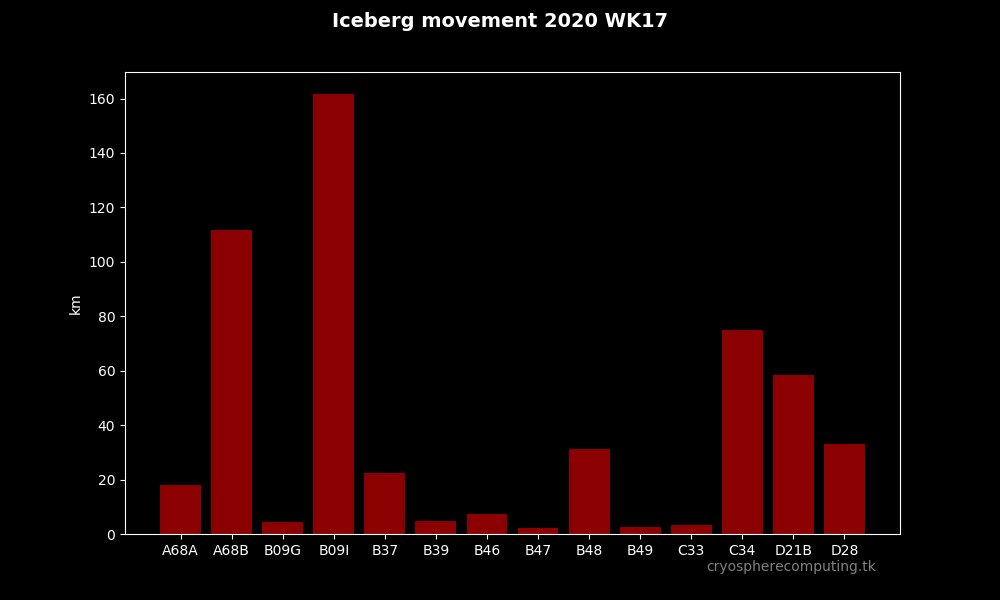 Iceberg movement 2020 WK17
160
140
120
100
80
60
40
20
0
km
A68A A68B B09G B09I B37 B39 B46 B47 B48 B49 C33 C34 D21B D28
cryospherecomputing.tk